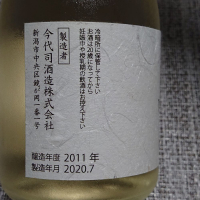 冷暗所に保管して下さい
お酒は20歳になってから
妊娠中や授乳期の飲酒はお控え下さい
製造者
今代司酒造株式会社
新潟市中央区鏡が岡一番一号
醸造年度 2011年
製造年月 2020.7